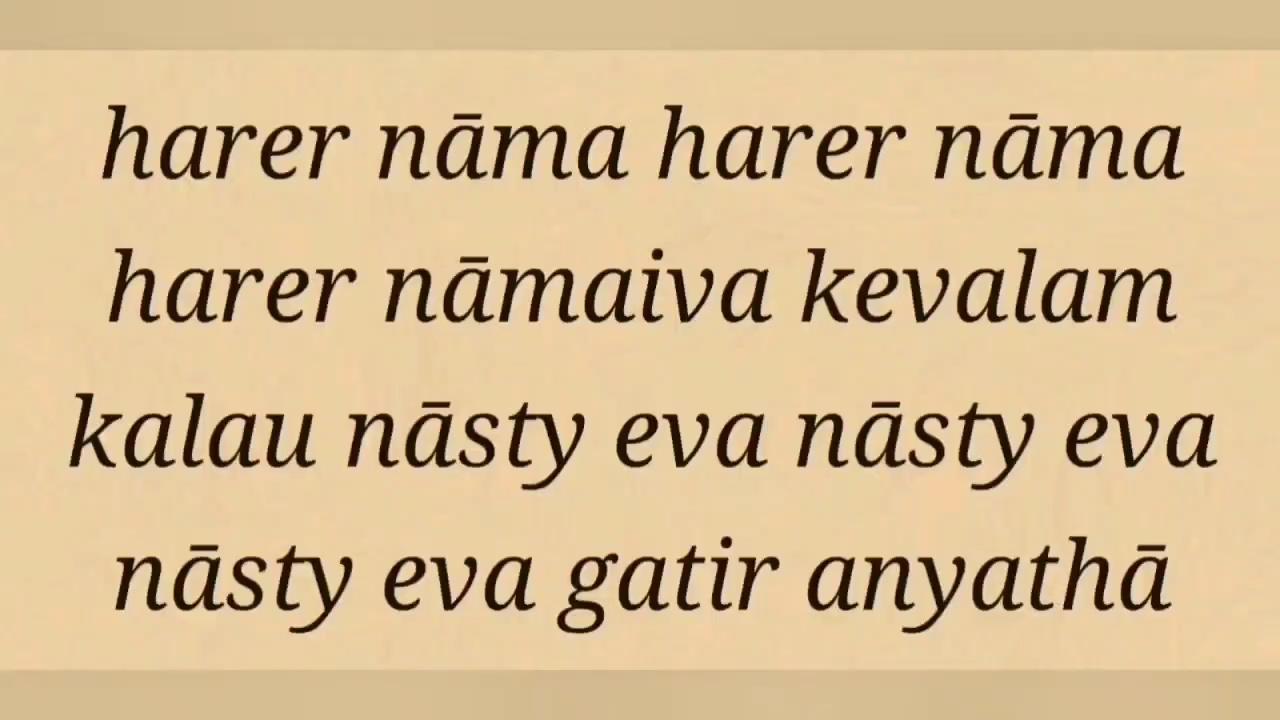 harer nāma harer nāma
harer nāmaiva kevalam
kalau nāsty eva nāsty eva
nāsty eva gatir anyathā